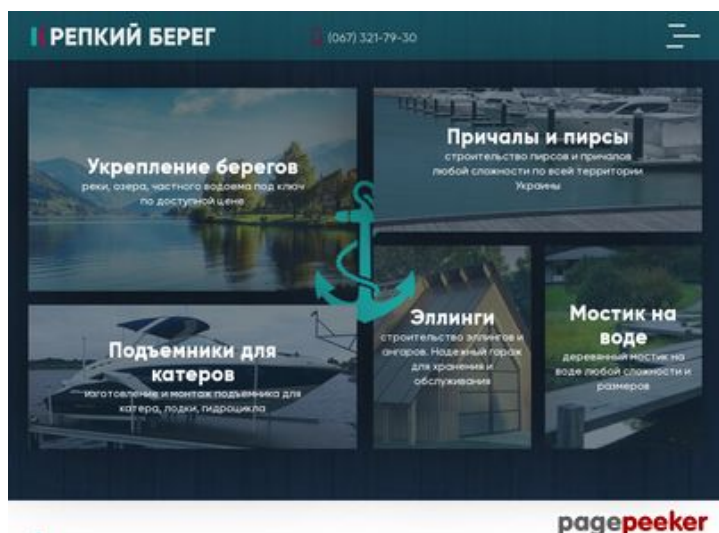 КРЕПКИЙ БЕРЕГ
(067) 321-79-30
Укрепление берегов
реки, озера, частного водоема под ключ
по доступной цене
Причалы и пирсы
строительство пирсов и причалов
любой сложности по всей территории
Украины
Подъемники для
катеров
изготовление и монтаж подъемника для
катера, лодки, гидроцикла
Эллинги
строительство эллингов и
ангаров. Надежный гараж
для хранения и
обслуживания
Мостик на
воде
деревянный мостик на
воде любой сложности и
размеров
pagepeeker